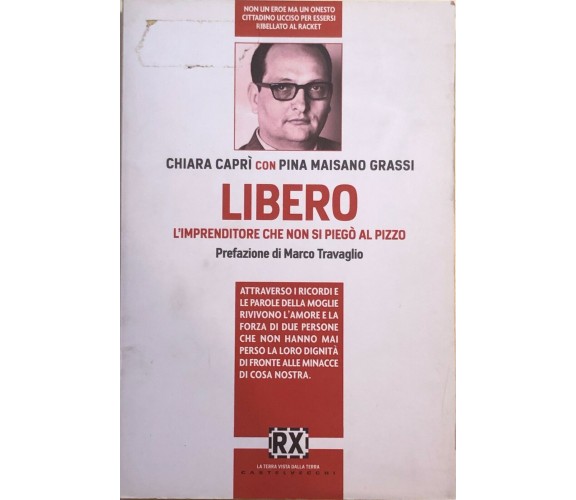 NON UN EROE MA UN ONESTO
CITTADINO UCCISO PER ESSERSI
RIBELLATO AL RACKET
CHIARA CAPRÌ CON PINA MAISANO GRASSI
LIBERO
L'IMPRENDITORE CHE NON SI PIEGÒ AL PIZZO
Prefazione di Marco Travaglio
ATTRAVERSO I RICORDI E
LE PAROLE DELLA MOGLIE
RIVIVONO L'AMORE E LA
FORZA DI DUE PERSONE
CHE NON HANNO MAI
PERSO LA LORO DIGNITÀ
DI FRONTE ALLE MINACCE
DI COSA NOSTRA.
RX
LA TERRA VISTA DALLA TERRA
CASTELVECCHI